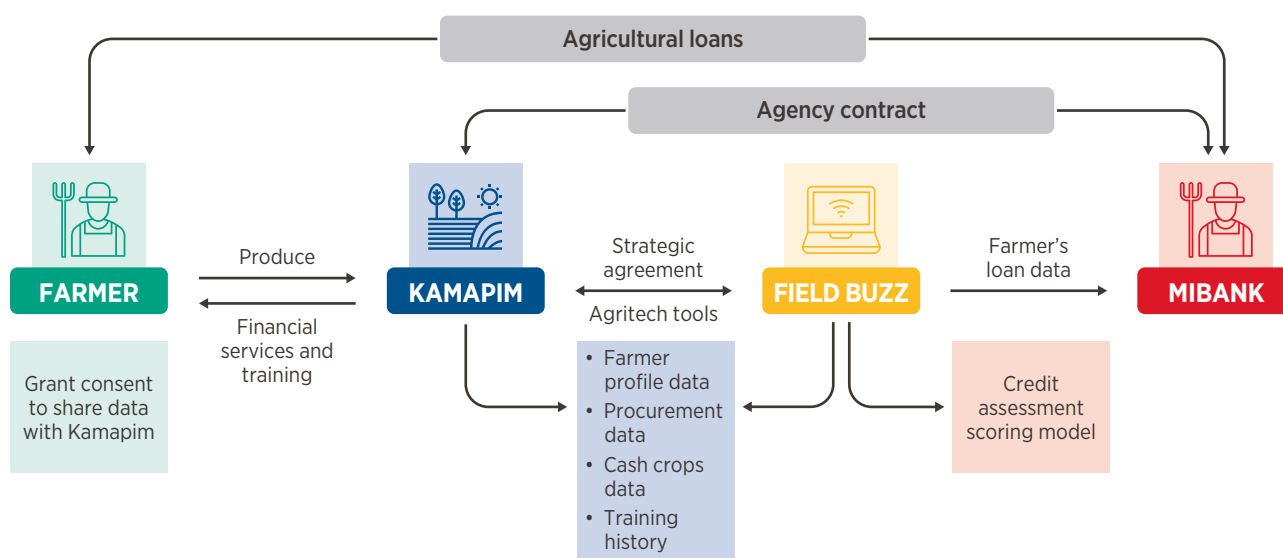 Agricultural loans
Agency contract
FARMER
Produce
Financial
services and
training
KAMAPIM
Strategic
agreement
Agritech tools
FIELD BUZZ
Farmer's
loan data
MIBANK
Grant consent
to share data
with Kamapim
• Farmer
profile data
• Procurement
data
• Cash crops
data
• Training
history
Credit
assessment
scoring model